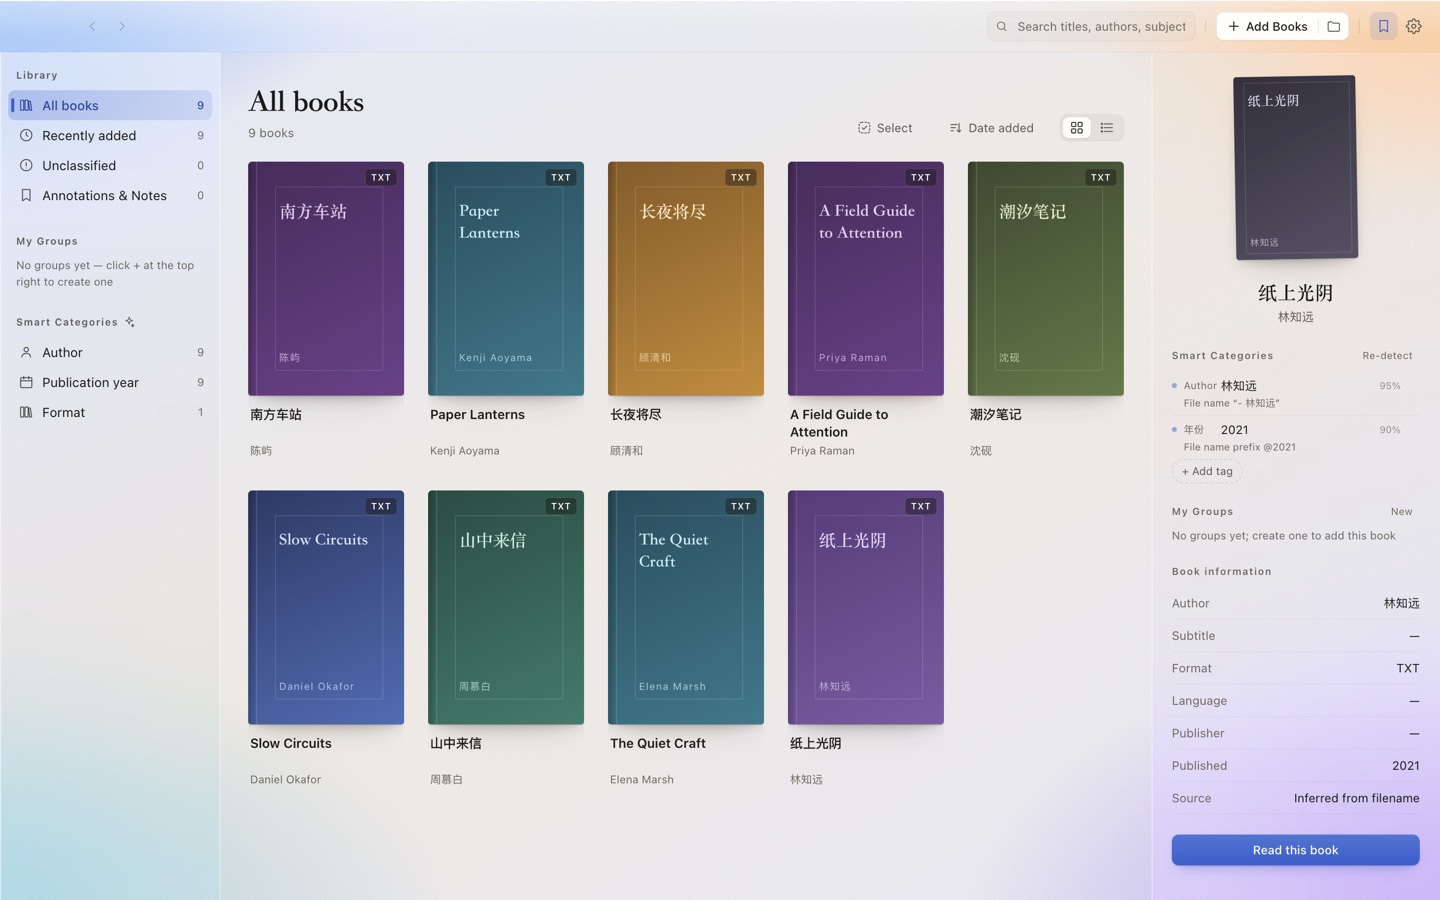 Search titles, authors, subject
Add Books
Library
All books 9
Recently added 9
Unclassified 0
Annotations & Notes 0
My Groups
No groups yet — click + at the top
right to create one
Smart Categories
Author 9
Publication year 9
Format 1
All books
9 books
Select
Date added
TXT
南方车站
陈屿
南方车站
陈屿
TXT
Paper
Lanterns
Kenji Aoyama
Paper Lanterns
Kenji Aoyama
TXT
长夜将尽
顾清和
长夜将尽
顾清和
TXT
A Field Guide
to Attention
Priya Raman
A Field Guide to
Attention
Priya Raman
TXT
潮汐笔记
沈砚
潮汐笔记
沈砚
TXT
Slow Circuits
Daniel Okafor
Slow Circuits
Daniel Okafor
TXT
山中来信
周慕白
山中来信
周慕白
TXT
The Quiet
Craft
Elena Marsh
The Quiet Craft
Elena Marsh
TXT
纸上光阴
林知远
纸上光阴
林知远
纸上光阴
林知远
纸上光阴
林知远
Smart Categories Re-detect
Author 林知远 95%
File name “- 林知远”
年份 2021 90%
File name prefix @2021
+ Add tag
My Groups New
No groups yet; create one to add this book
Book information
Author 林知远
Subtitle —
Format TXT
Language —
Publisher —
Published 2021
Source Inferred from filename
Read this book